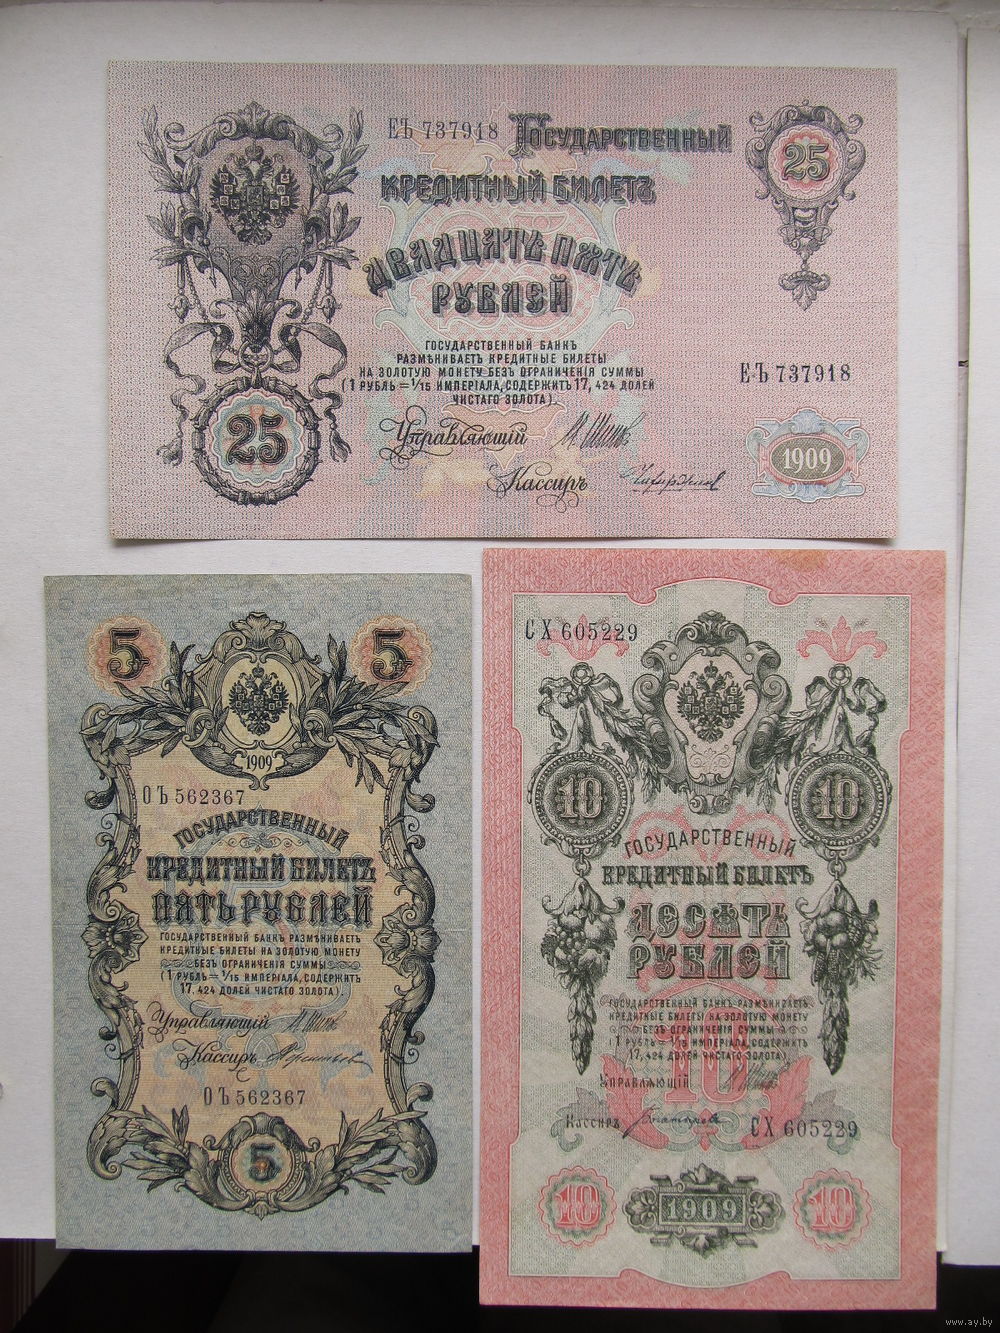 ЕЪ 737918 Государственный
кредитный билетъ
двадцать пять
рублей
государственный банкъ
размѣниваетъ кредитные билеты
на золотую монету безъ ограниченія суммы
(1 рубль = 1/15 имперіала, содержитъ 17,424 долей
чистаго золота).
Управляющій
Кассиръ
25
25
ЕЪ 737918
1909
5 5
1909
ОЪ 562367
государственный
кредитный билетъ
пять рублей
государственный банкъ размѣниваетъ
кредитные билеты на золотую монету
безъ ограниченія суммы
(1 рубль = 1/15 имперіала, содержитъ
17,424 долей чистаго золота).
Управляющій
Кассиръ
ОЪ 562367
5
СХ 605229
10 10
государственный
кредитный билетъ
десять
рублей
государственный банкъ размѣниваетъ
кредитные билеты на золотую монету
безъ ограниченія суммы
(1 рубль = 1/15 имперіала, содержитъ
17,424 долей чистаго золота).
10
Управляющій
Кассиръ
СХ 605229
10 1909 10
www.ay.by